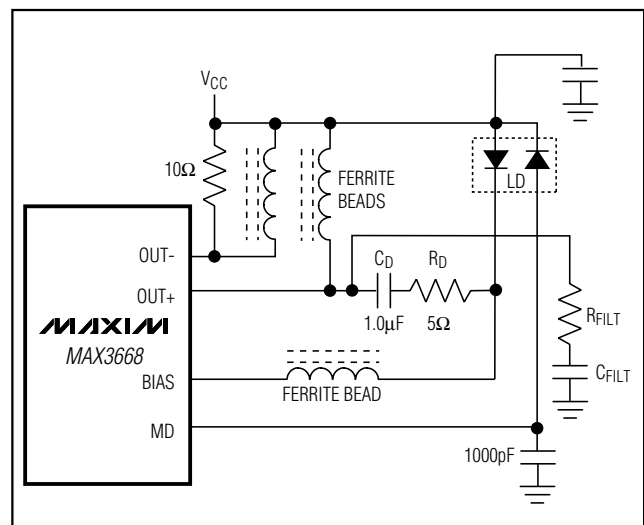 VCC
10Ω
FERRITE
BEADS
LD
OUT-
OUT+
CD
RD
1.0µF
5Ω
RFILT
CFILT
MAXIM
MAX3668
BIAS
FERRITE BEAD
MD
1000pF